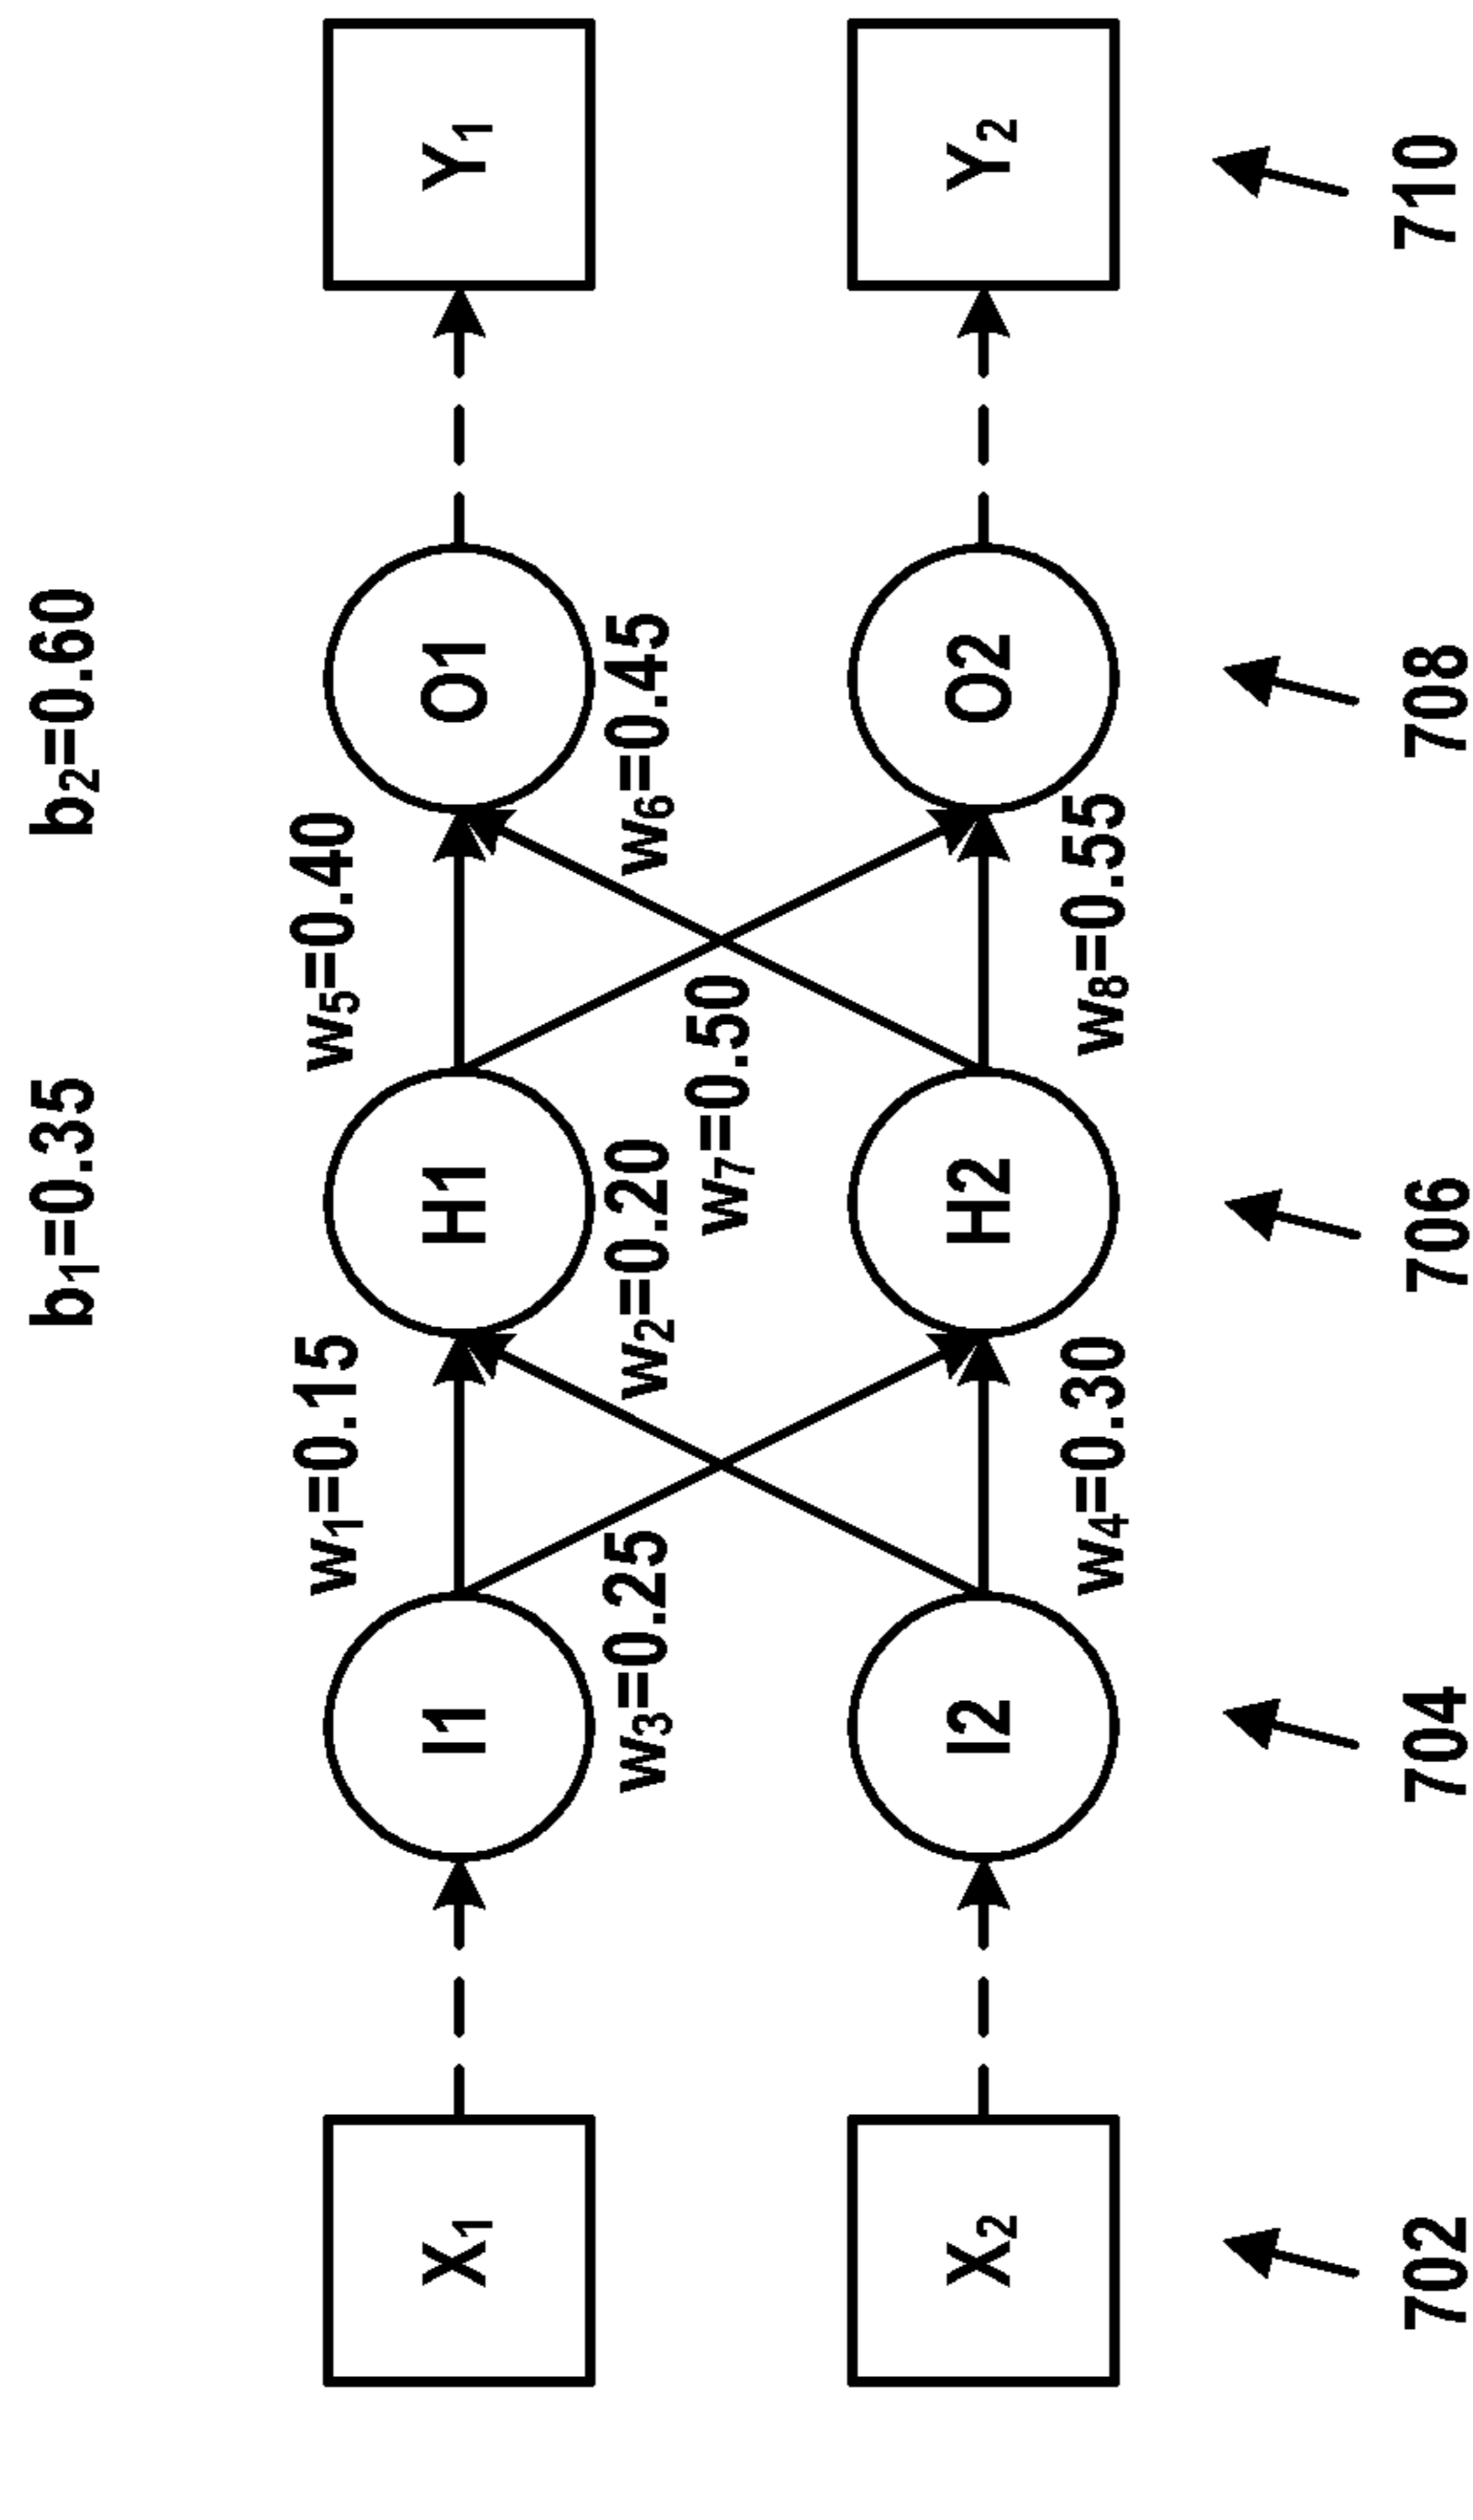 b₁=0.35 b₂=0.60
w₁=0.15 w₅=0.40
X₁ I1 H1 O1 Y₁
w₃=0.25 w₂=0.20 w₆=0.45
w₇=0.50
X₂ I2 H2 O2 Y₂
w₄=0.30 w₈=0.55
702 704 706 708 710